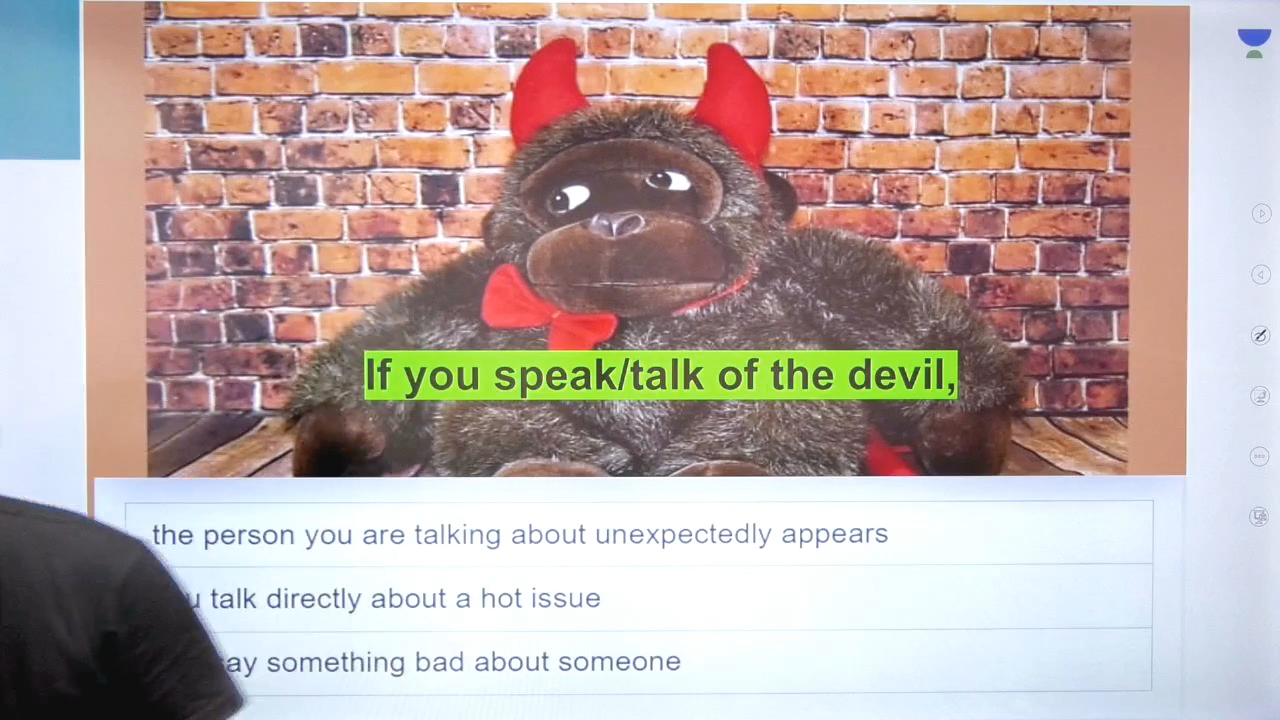 If you speak/talk of the devil,
the person you are talking about unexpectedly appears
talk directly about a hot issue
something bad about someone